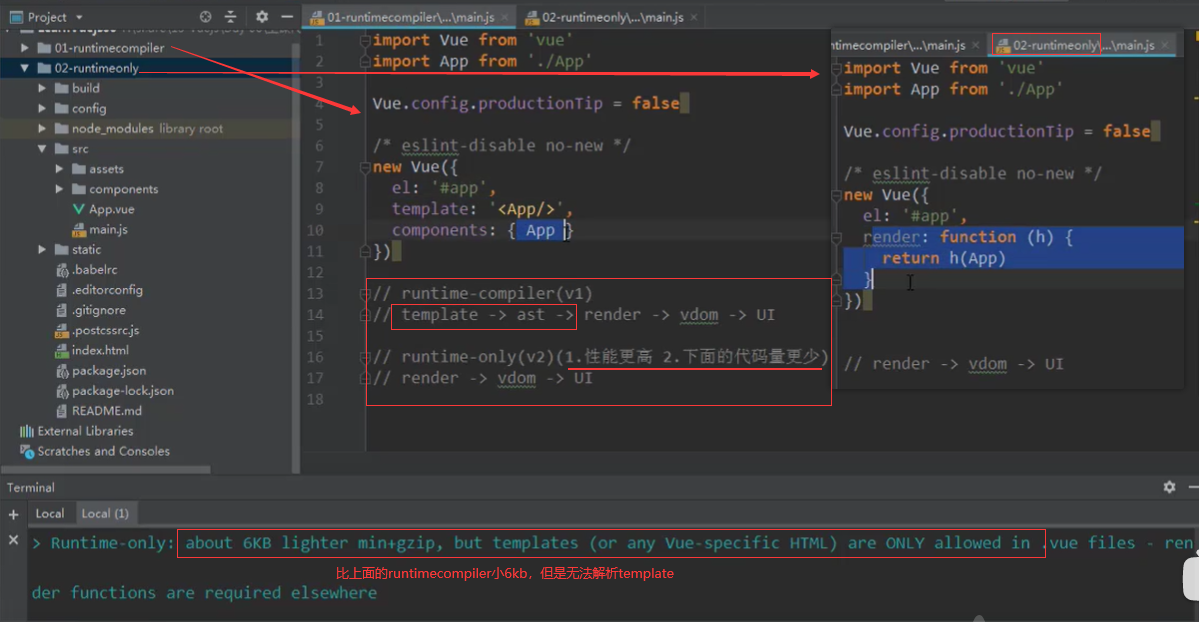 Project
01-runtimecompiler\...\main.js
02-runtimeonly\...\main.js
01-runtimecompiler
02-runtimeonly
build
config
node_modules library root
src
assets
components
App.vue
main.js
static
.babelrc
.editorconfig
.gitignore
.postcssrc.js
index.html
package.json
package-lock.json
README.md
External Libraries
Scratches and Consoles
1 import Vue from 'vue'
2 import App from './App'
3
4 Vue.config.productionTip = false
5
6 /* eslint-disable no-new */
7 new Vue({
8 el: '#app',
9 template: '<App/>',
10 components: { App }
11 })
12
13 // runtime-compiler(v1)
14 // template -> ast -> render -> vdom -> UI
15
16 // runtime-only(v2)(1.性能更高 2.下面的代码量更少)
17 // render -> vdom -> UI
18
ntimecompiler\...\main.js
02-runtimeonly\...\main.js
import Vue from 'vue'
import App from './App'
Vue.config.productionTip = false
/* eslint-disable no-new */
new Vue({
el: '#app',
render: function (h) {
return h(App)
}
})
// render -> vdom -> UI
Terminal
Local
Local (1)
> Runtime-only: about 6KB lighter min+gzip, but templates (or any Vue-specific HTML) are ONLY allowed in .vue files - ren
比上面的runtimecompiler小6kb，但是无法解析template
der functions are required elsewhere